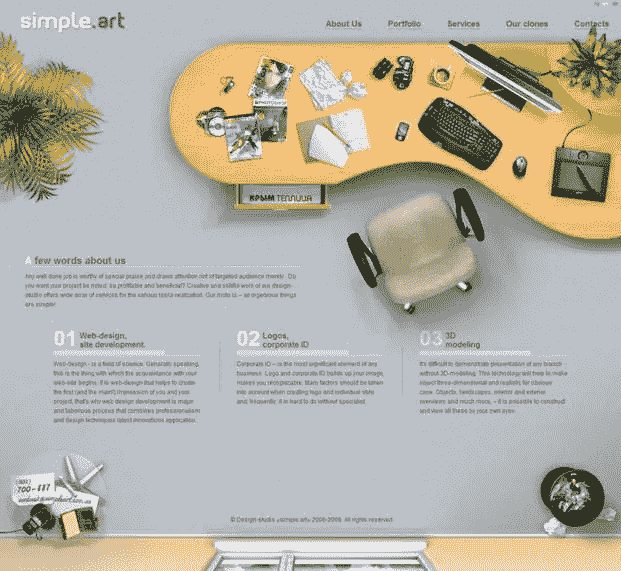 simple.art
About Us Portfolio Services Our clones Contacts
КРЫМ ТЕПЛИЦА
A few words about us
Any well done job is worthy of special praise and draws attention not of targeted audience merely. Do
you want your project be noted, be profitable and beneficial? Creative and skillful work of our design-
studio offers wide area of services for the various tasks realization. Our moto is – all ingenious things
are simple!
01 Web-design,
site development.
Web-design - is a field of science. Generally speaking,
this is the thing with which the acquaintance with your
web-site begins. It is web-design that helps to create
the first (and the main!) impression of you and your
project, that's why web design development is major
and laborious process that combines professionalism
and design techniques latest innovations application.
02 Logos,
corporate ID
Corporate ID – is the most significant element of any
business. Logo and corporate ID builds up your image,
makes you recognizable. Many factors should be taken
into account when creating logo and individual style
and frequently, it is hard to do without specialist.
03 3D
modeling
It's difficult to demonstrate presentation of any branch
without 3D-modeling. This technology will help to make
object three-dimensional and realistic for obvious
case. Objects, landscapes, interior and exterior
overviews and much more, – it is possible to construct
and view all these by your own eyes.
700-887
© Design-studio «simple.art» 2006-2009. All rights reserved